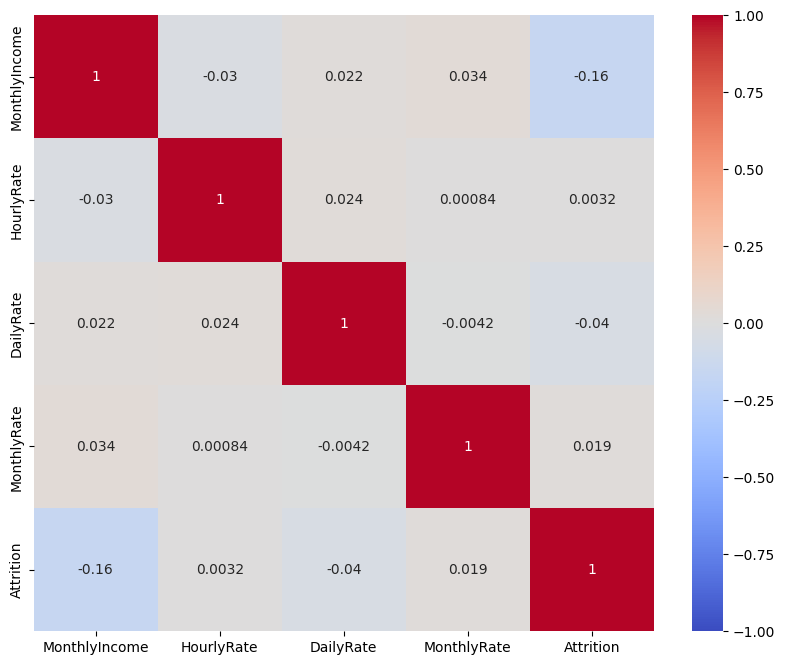 MonthlyIncome 1 -0.03 0.022 0.034 -0.16
HourlyRate -0.03 1 0.024 0.00084 0.0032
DailyRate 0.022 0.024 1 -0.0042 -0.04
MonthlyRate 0.034 0.00084 -0.0042 1 0.019
Attrition -0.16 0.0032 -0.04 0.019 1
MonthlyIncome HourlyRate DailyRate MonthlyRate Attrition
1.00
0.75
0.50
0.25
0.00
−0.25
−0.50
−0.75
−1.00